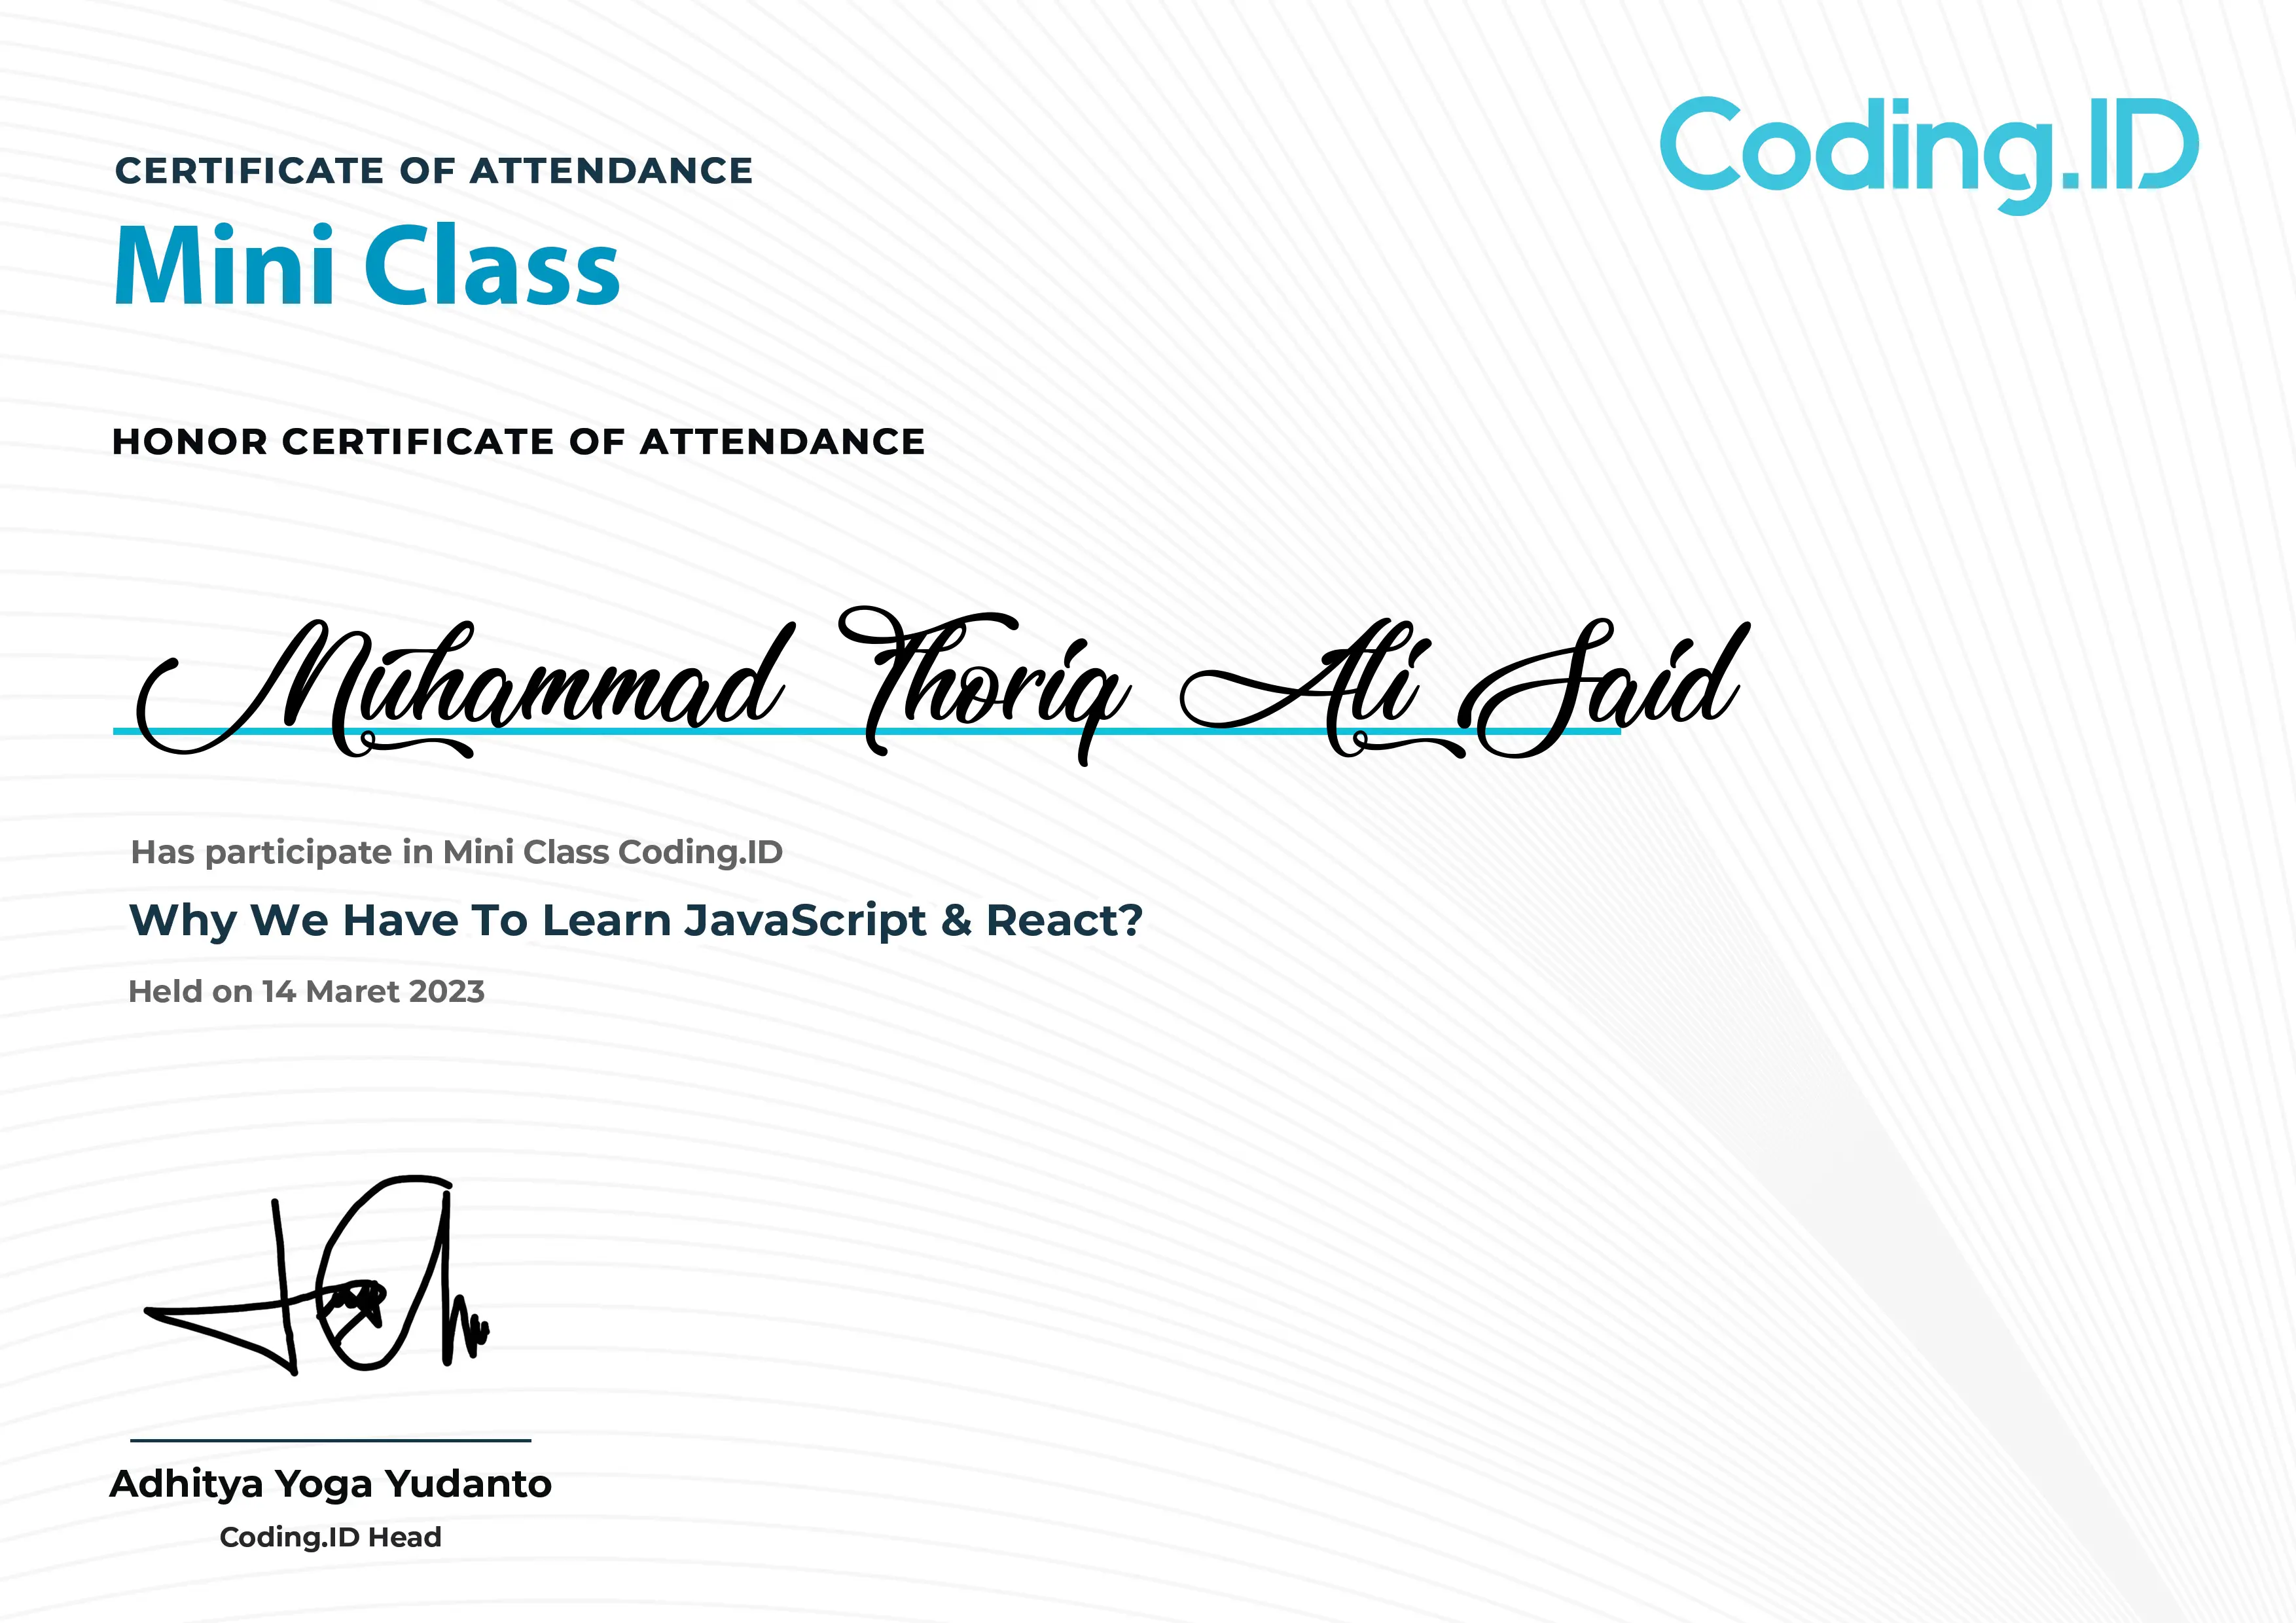 Coding.ID
CERTIFICATE OF ATTENDANCE
Mini Class
HONOR CERTIFICATE OF ATTENDANCE
Muhammad Thoriq Ali Said
Has participate in Mini Class Coding.ID
Why We Have To Learn JavaScript & React?
Held on 14 Maret 2023
Adhitya Yoga Yudanto
Coding.ID Head